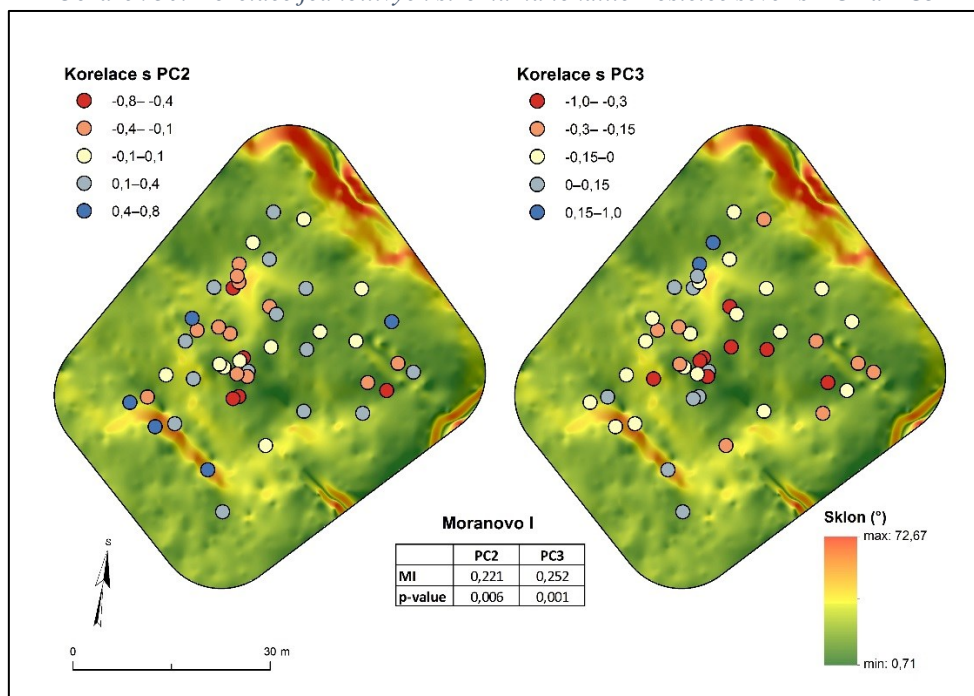 Korelace s PC2
-0,8– -0,4
-0,4– -0,1
-0,1–0,1
0,1–0,4
0,4–0,8
Korelace s PC3
-1,0– -0,3
-0,3– -0,15
-0,15–0
0–0,15
0,15–1,0
S
0 30 m
Moranovo I
PC2 PC3
MI 0,221 0,252
p-value 0,006 0,001
Sklon (°)
max: 72,67
min: 0,71